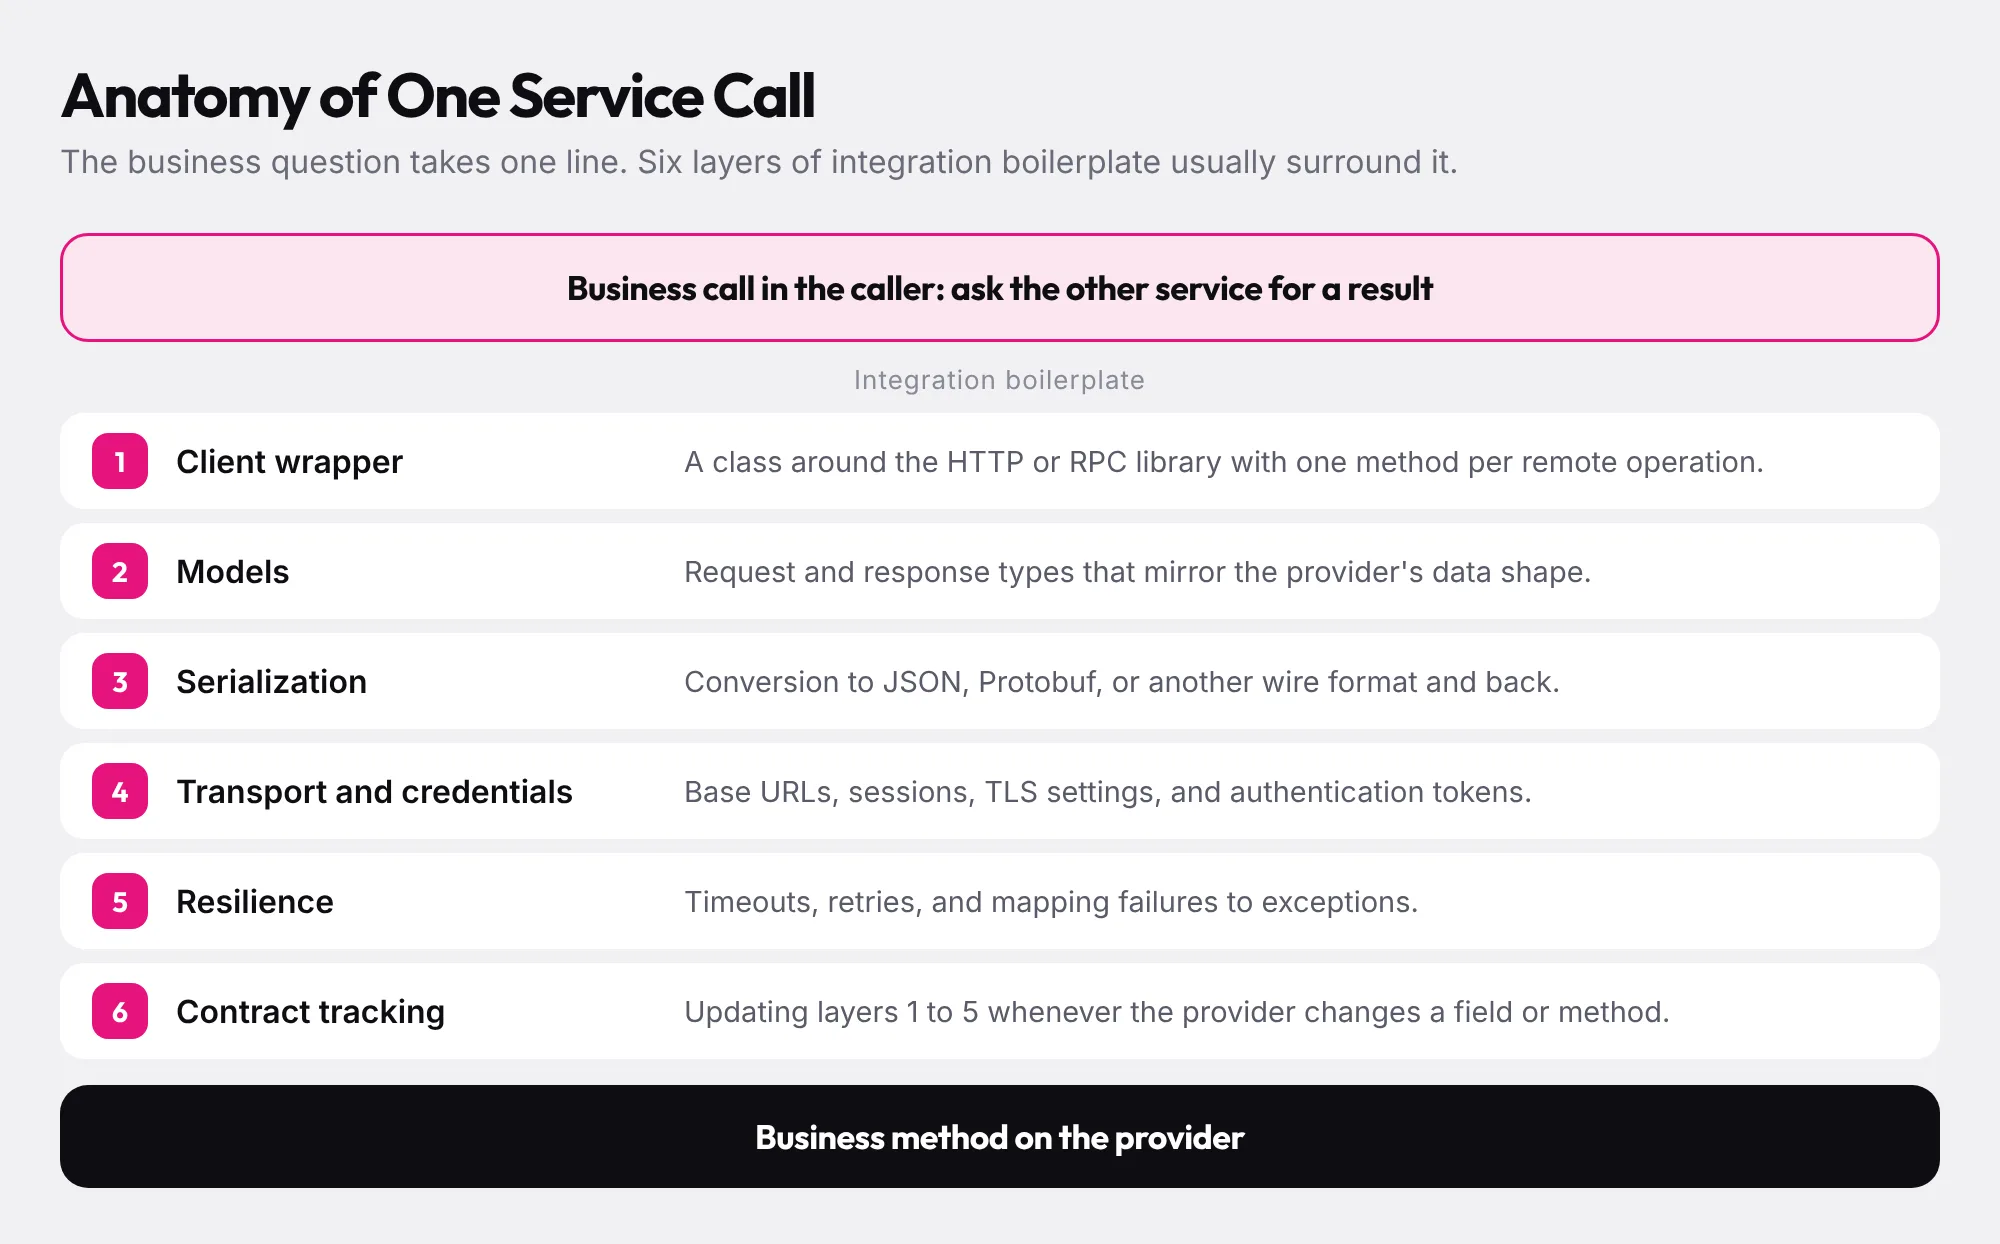 Anatomy of One Service Call
The business question takes one line. Six layers of integration boilerplate usually surround it.
Business call in the caller: ask the other service for a result
Integration boilerplate
1 Client wrapper A class around the HTTP or RPC library with one method per remote operation.
2 Models Request and response types that mirror the provider's data shape.
3 Serialization Conversion to JSON, Protobuf, or another wire format and back.
4 Transport and credentials Base URLs, sessions, TLS settings, and authentication tokens.
5 Resilience Timeouts, retries, and mapping failures to exceptions.
6 Contract tracking Updating layers 1 to 5 whenever the provider changes a field or method.
Business method on the provider